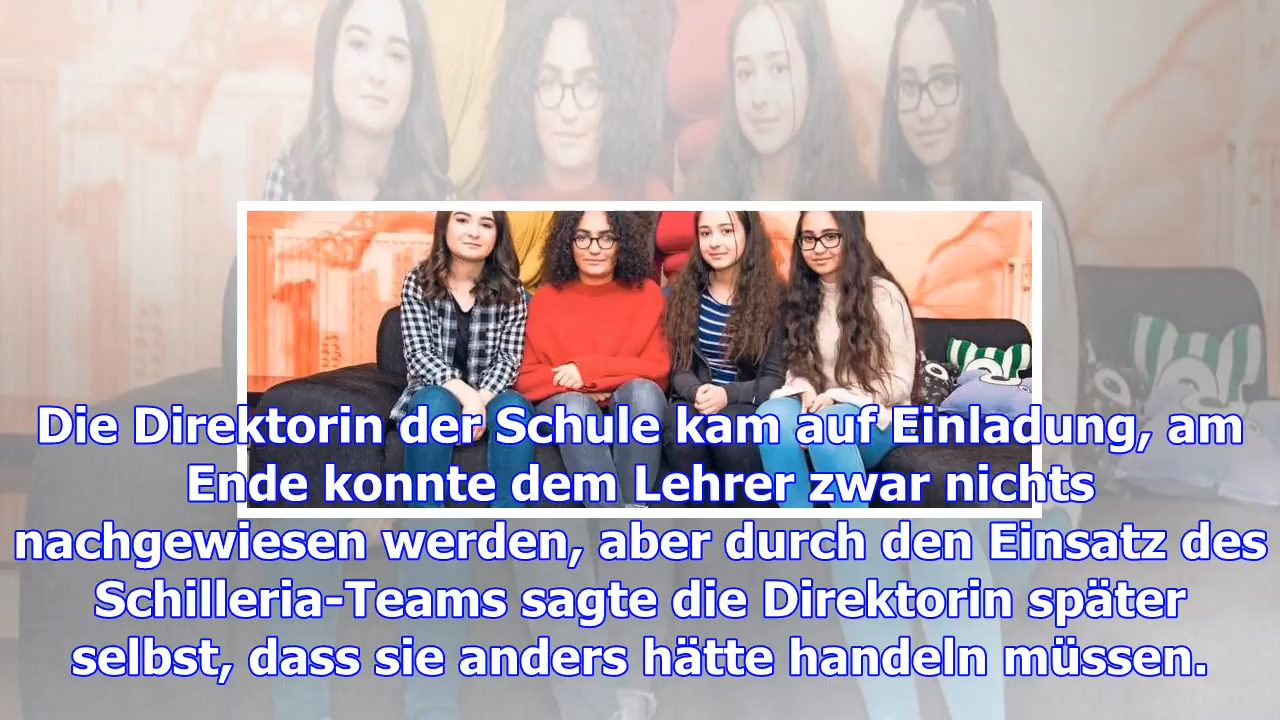 Die Direktorin der Schule kam auf Einladung, am
Ende konnte dem Lehrer zwar nichts
nachgewiesen werden, aber durch den Einsatz des
Schilleria-Teams sagte die Direktorin später
selbst, dass sie anders hätte handeln müssen.